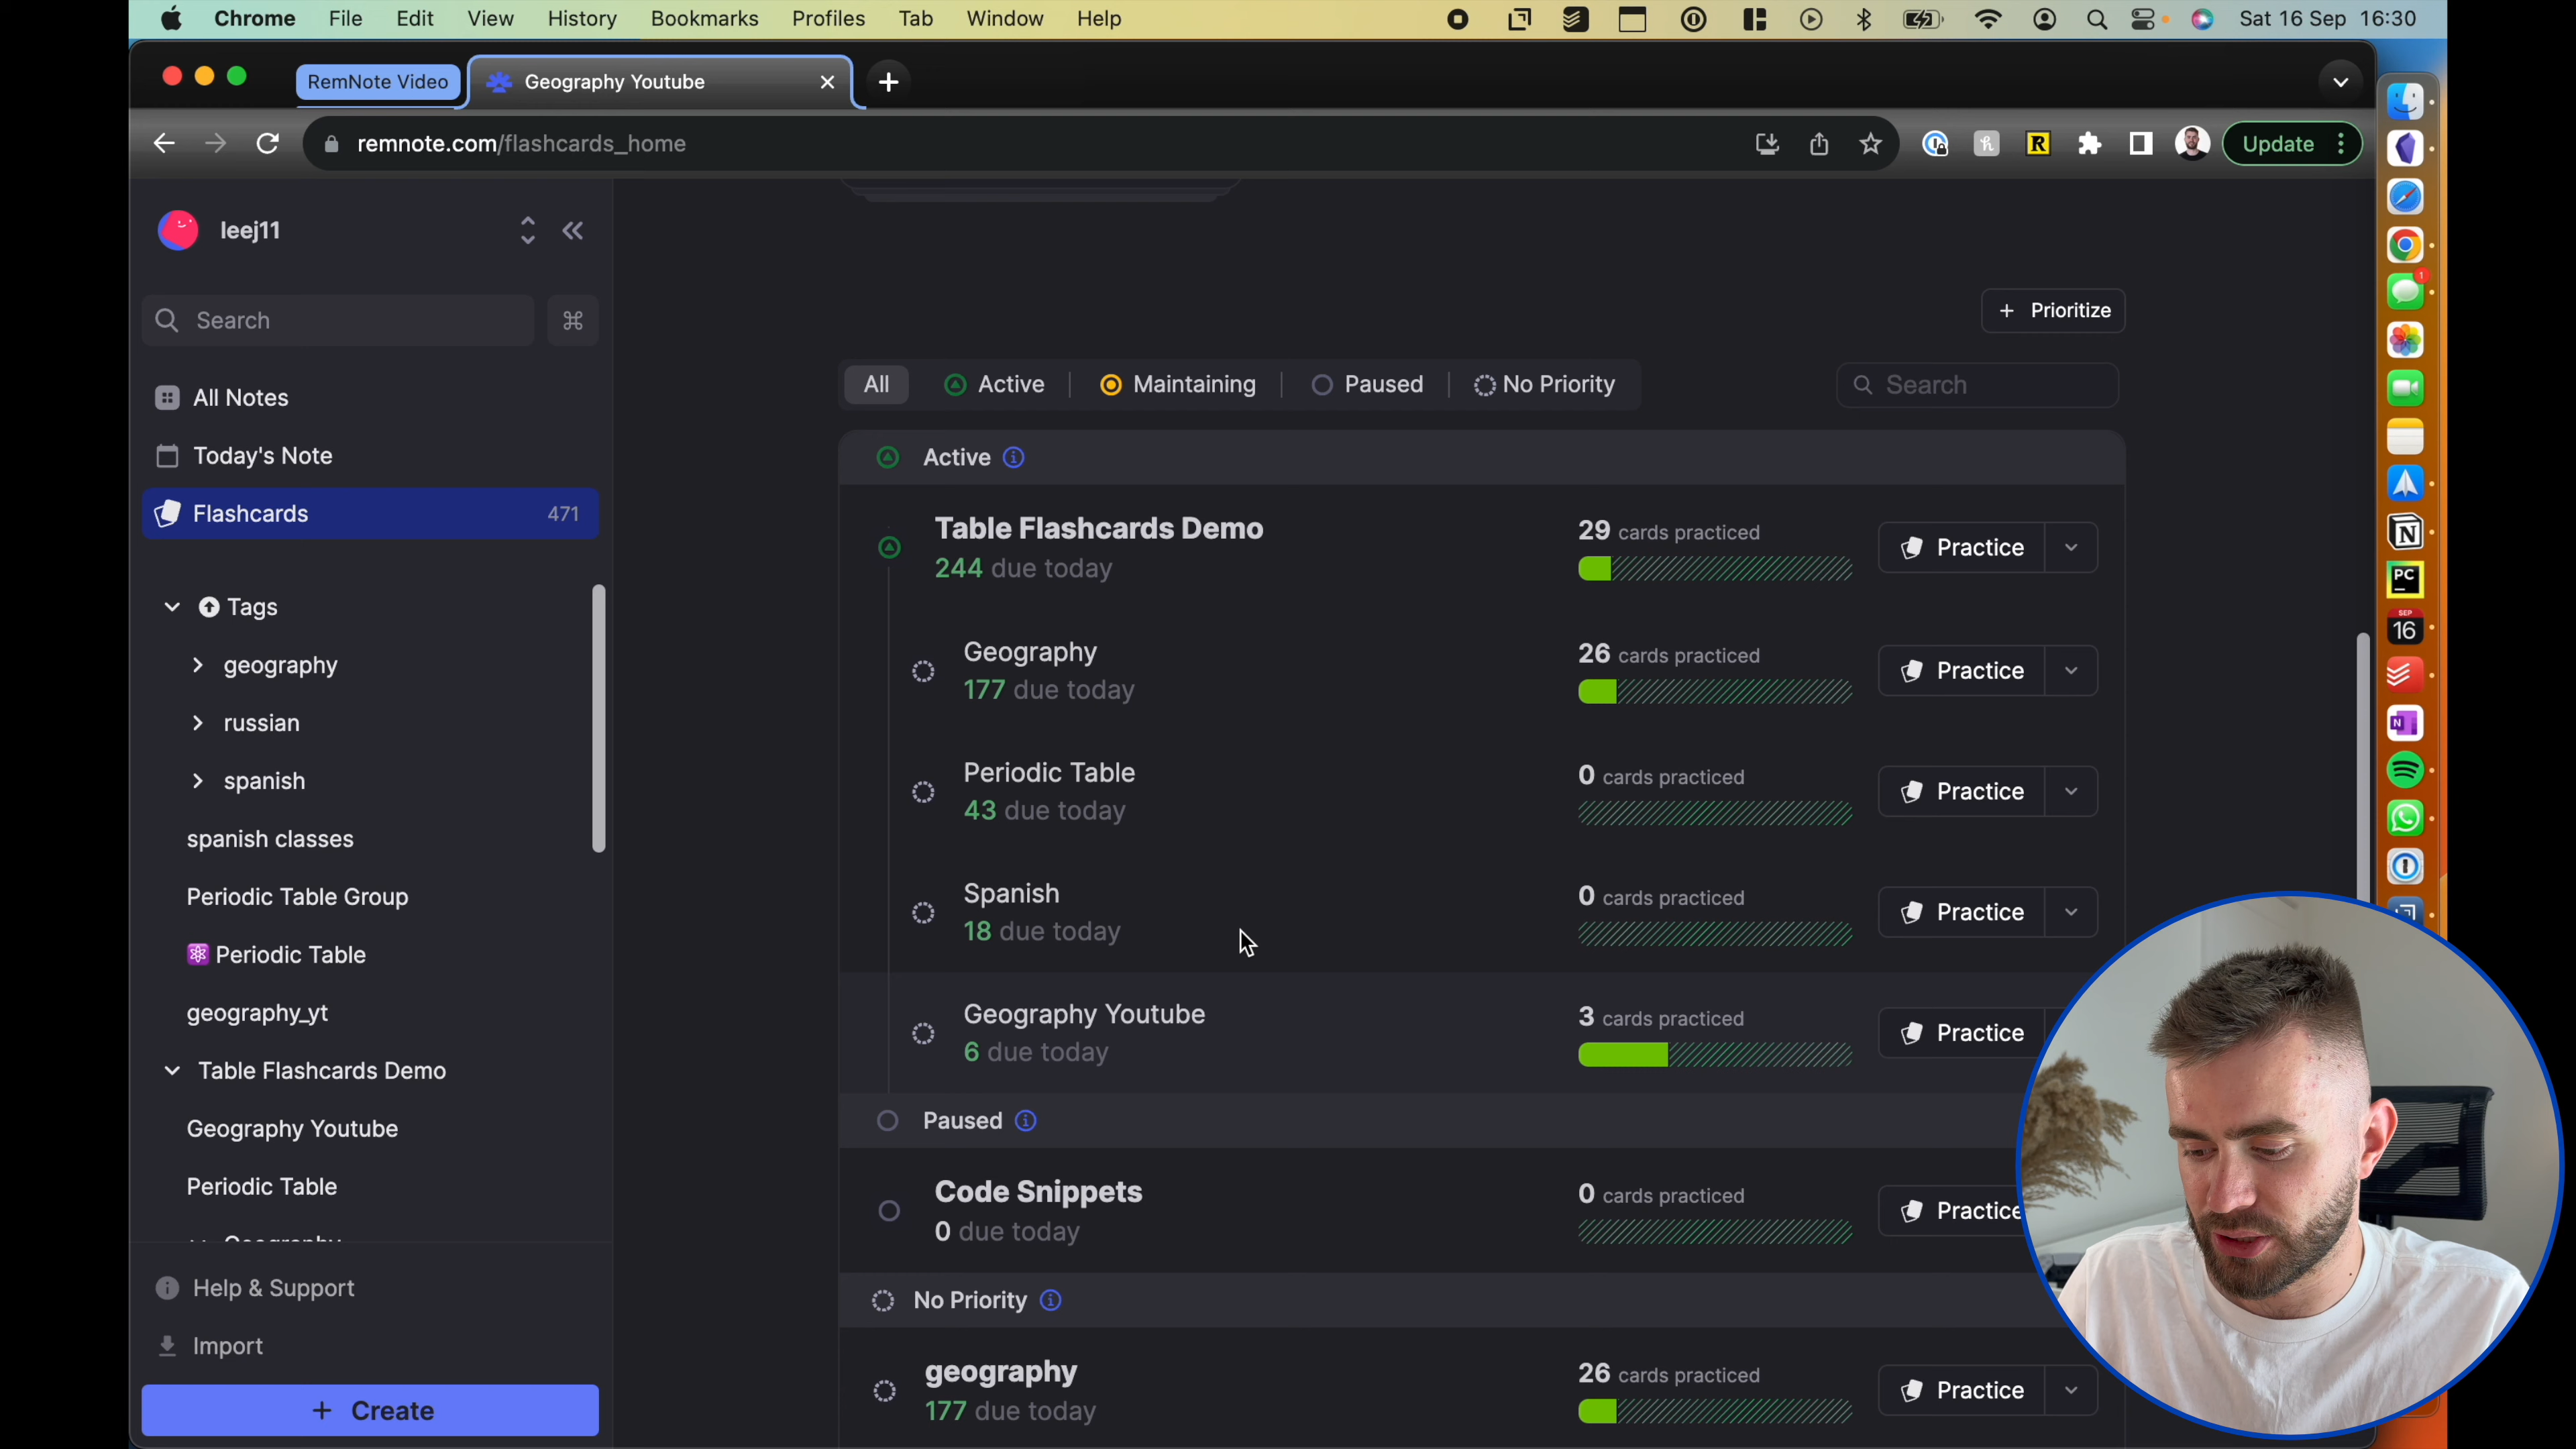 Chrome File Edit View History Bookmarks Profiles Tab Window Help Sat 16 Sep 16:30
RemNote Video Geography Youtube
remnote.com/flashcards_home Update
leej11
Search
All Notes
Today's Note
Flashcards 471
Tags
geography
russian
spanish
spanish classes
Periodic Table Group
Periodic Table
geography_yt
Table Flashcards Demo
Geography Youtube
Periodic Table
Help & Support
Import
+ Create
+ Prioritize
All Active Maintaining Paused No Priority Search
Active
Table Flashcards Demo 29 cards practiced Practice
244 due today
Geography 26 cards practiced Practice
177 due today
Periodic Table 0 cards practiced Practice
43 due today
Spanish 0 cards practiced Practice
18 due today
Geography Youtube 3 cards practiced Practice
6 due today
Paused
Code Snippets 0 cards practiced Practice
0 due today
No Priority
geography 26 cards practiced Practice
177 due today
1
PC
SEP
16